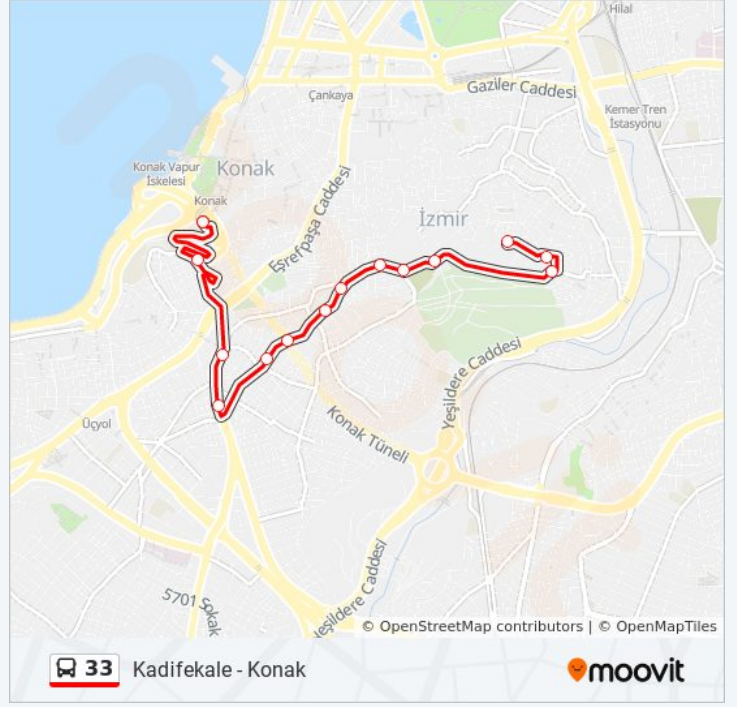 Hilal
Gaziler Caddesi
Çankaya
Kemer Tren
İstasyonu
Konak Vapur
İskelesi
Konak
Konak
Eşrefpaşa Caddesi
İzmir
Yeşildere Caddesi
Üçyol
Konak Tüneli
5701 Sokak
Yeşildere Caddesi
© OpenStreetMap contributors | © OpenMapTiles
33 Kadifekale - Konak
moovit